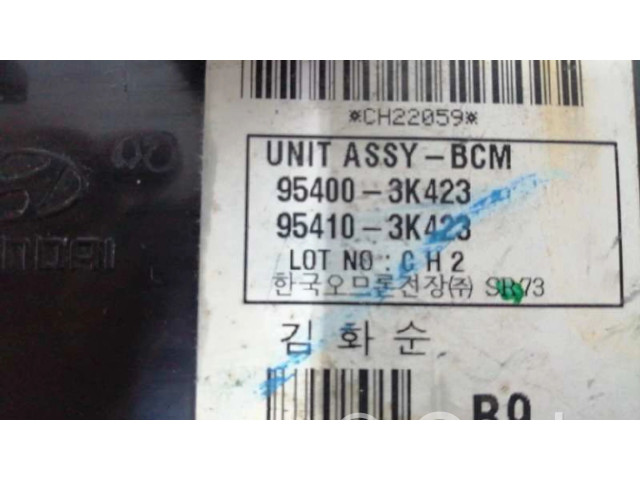 *CH22059*
UNIT ASSY-BCM
95400-3K423
95410-3K423
LOT NO : CH2
한국오므론전장(주) SR73
김화순
B9